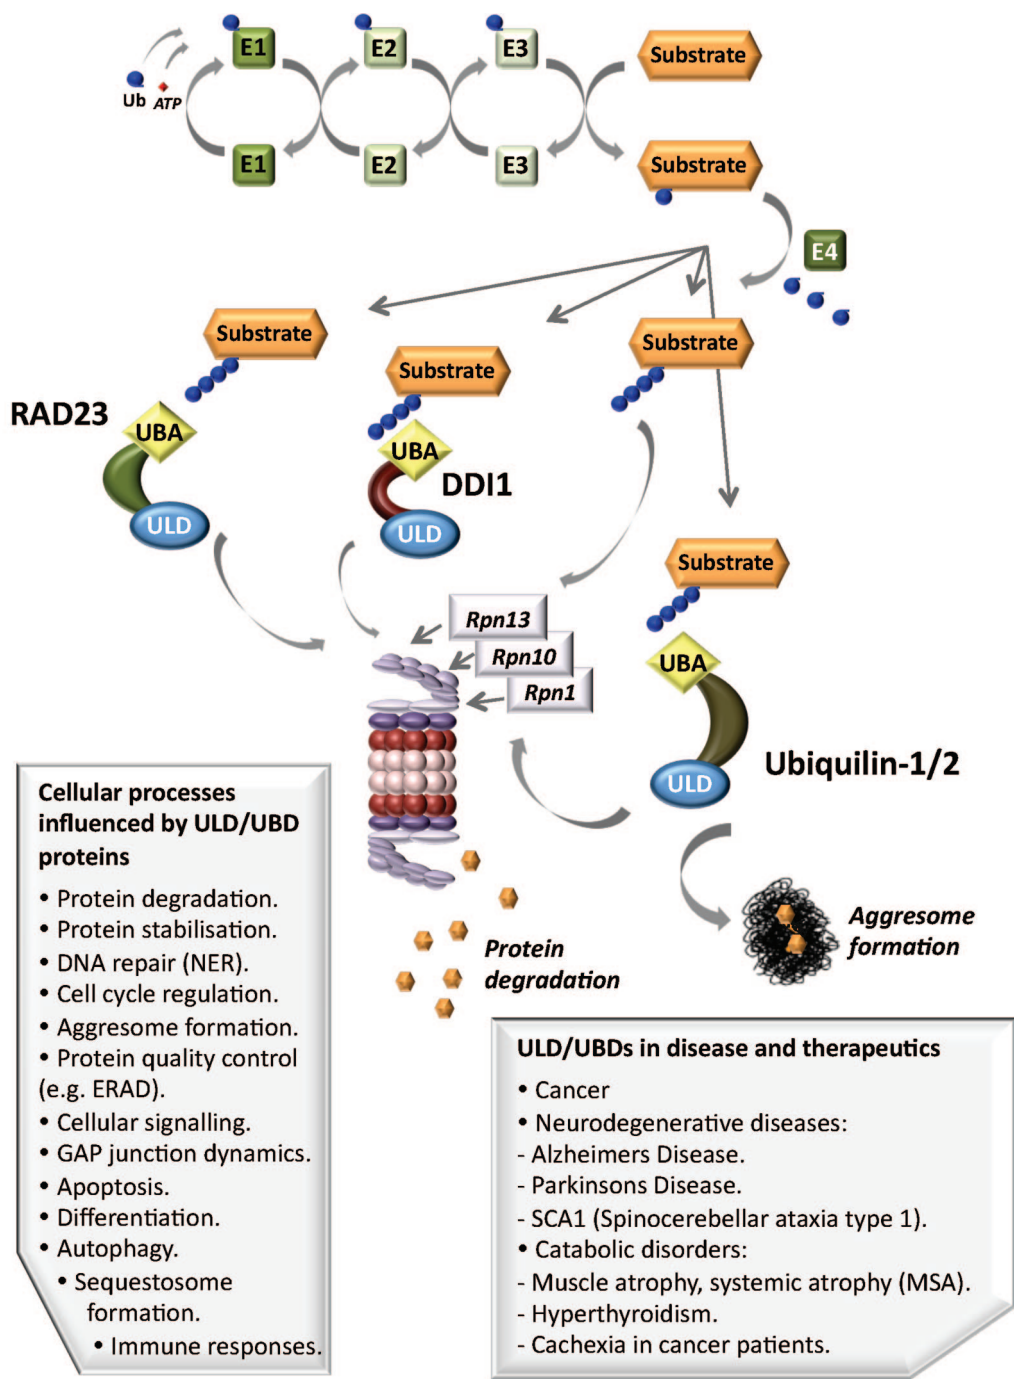 E1
E2
E3
Substrate
Ub
ATP
E1
E2
E3
Substrate
E4
Substrate
Substrate
Substrate
RAD23
UBA
UBA
DDI1
ULD
ULD
Substrate
Rpn13
Rpn10
Rpn1
UBA
Ubiquilin-1/2
ULD
Cellular processes
influenced by ULD/UBD
proteins
• Protein degradation.
• Protein stabilisation.
• DNA repair (NER).
• Cell cycle regulation.
• Aggresome formation.
• Protein quality control
(e.g. ERAD).
• Cellular signalling.
• GAP junction dynamics.
• Apoptosis.
• Differentiation.
• Autophagy.
• Sequestosome
formation.
• Immune responses.
Protein
degradation
Aggresome
formation
ULD/UBDs in disease and therapeutics
• Cancer
• Neurodegenerative diseases:
- Alzheimers Disease.
- Parkinsons Disease.
- SCA1 (Spinocerebellar ataxia type 1).
• Catabolic disorders:
- Muscle atrophy, systemic atrophy (MSA).
- Hyperthyroidism.
- Cachexia in cancer patients.